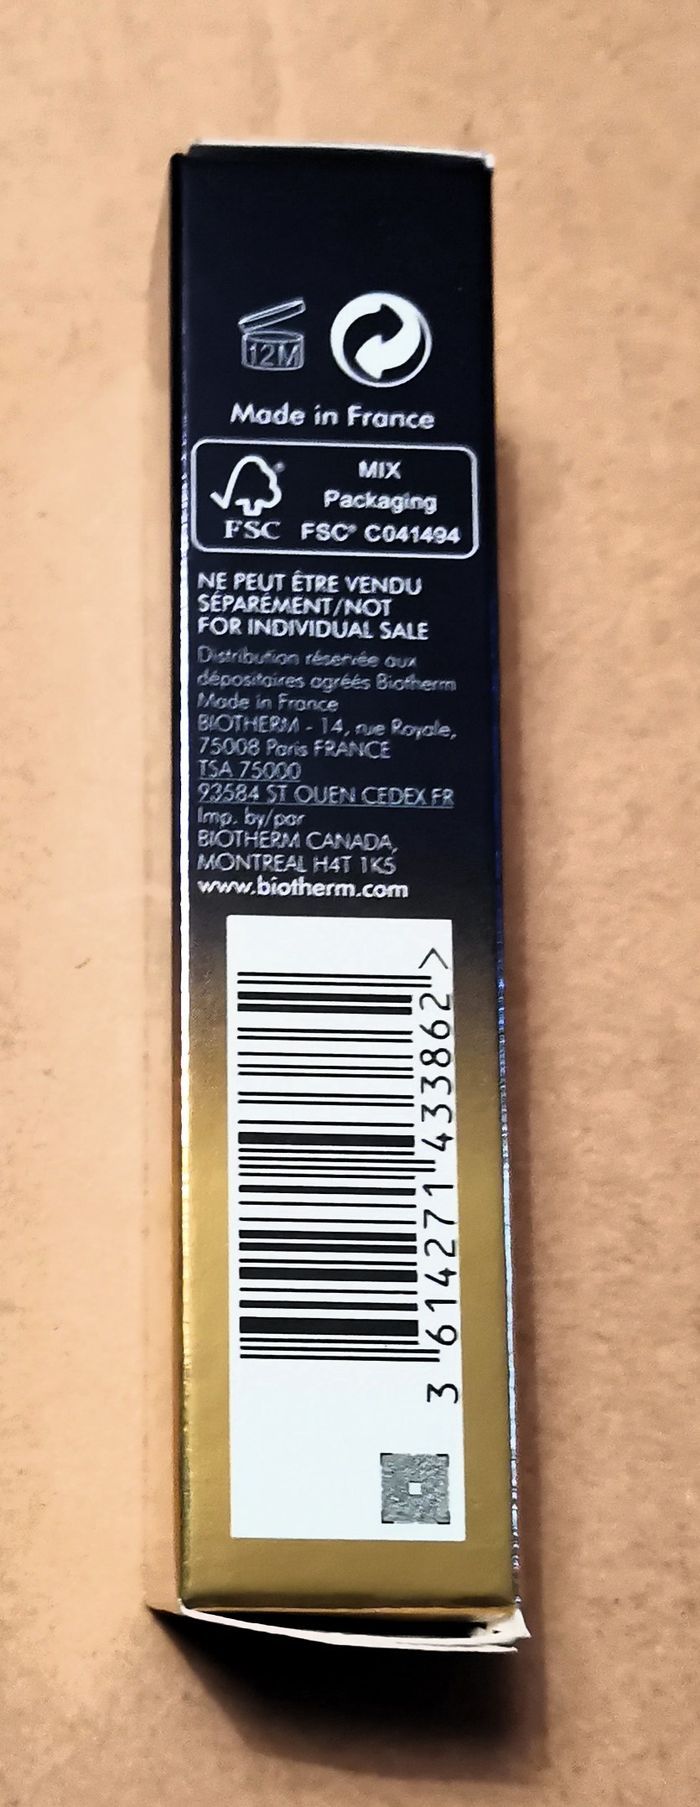 12M
Made in France
MIX
Packaging
FSC
FSC® C041494
NE PEUT ÊTRE VENDU
SÉPARÉMENT/NOT
FOR INDIVIDUAL SALE
Distribution réservée aux
dépositaires agréés Biotherm
Made in France
BIOTHERM - 14, rue Royale,
75008 Paris FRANCE
TSA 75000
93584 ST OUEN CEDEX FR
Imp. by/par
BIOTHERM CANADA,
MONTREAL H4T 1K5
www.biotherm.com
3 614271 433862 >